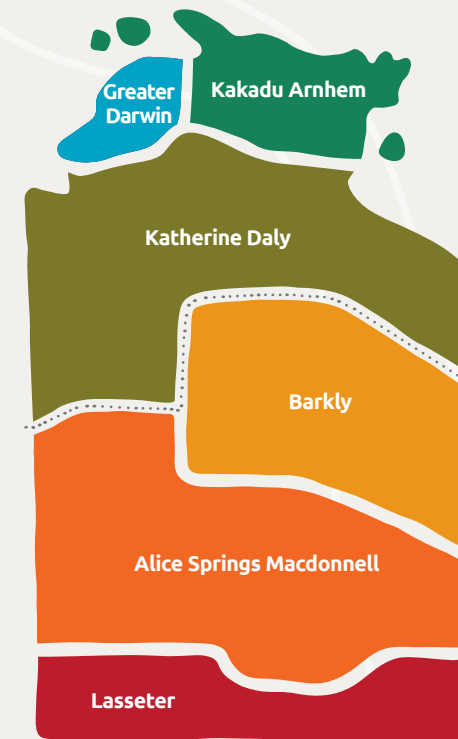 Greater
Darwin
Kakadu Arnhem
Katherine Daly
Barkly
Alice Springs Macdonnell
Lasseter